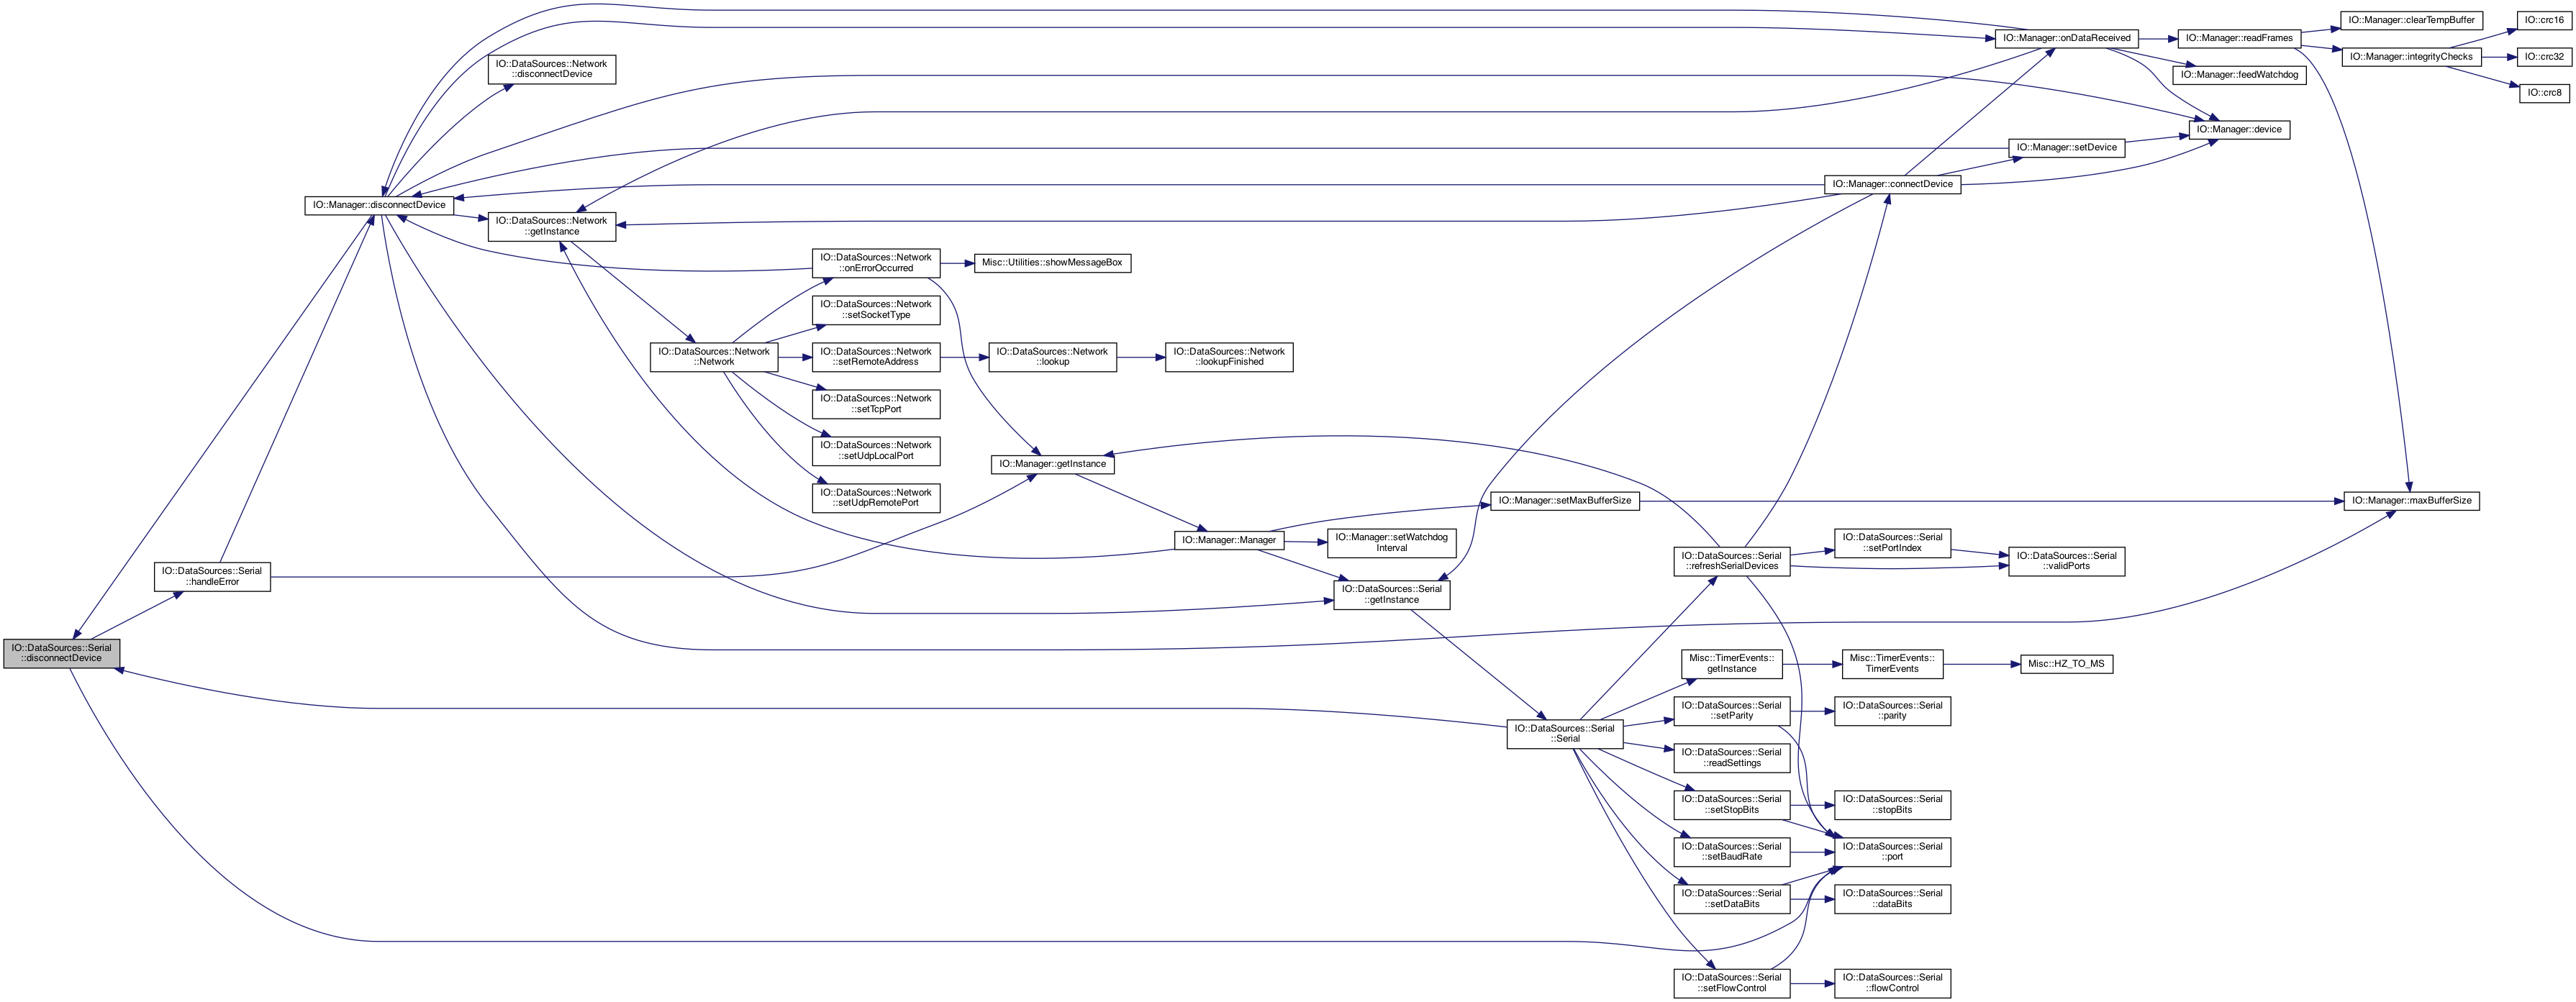 IO::DataSources::Serial
::disconnectDevice
IO::DataSources::Serial
::handleError
IO::Manager::disconnectDevice
IO::DataSources::Network
::disconnectDevice
IO::DataSources::Network
::getInstance
IO::DataSources::Network
::Network
IO::DataSources::Network
::onErrorOccurred
IO::DataSources::Network
::setSocketType
IO::DataSources::Network
::setRemoteAddress
IO::DataSources::Network
::setTcpPort
IO::DataSources::Network
::setUdpLocalPort
IO::DataSources::Network
::setUdpRemotePort
Misc::Utilities::showMessageBox
IO::DataSources::Network
::lookup
IO::DataSources::Network
::lookupFinished
IO::Manager::getInstance
IO::Manager::Manager
IO::Manager::setMaxBufferSize
IO::Manager::setWatchdog
Interval
IO::DataSources::Serial
::getInstance
IO::DataSources::Serial
::Serial
IO::DataSources::Serial
::refreshSerialDevices
Misc::TimerEvents::
getInstance
IO::DataSources::Serial
::setParity
IO::DataSources::Serial
::readSettings
IO::DataSources::Serial
::setStopBits
IO::DataSources::Serial
::setBaudRate
IO::DataSources::Serial
::setDataBits
IO::DataSources::Serial
::setFlowControl
IO::Manager::connectDevice
IO::DataSources::Serial
::setPortIndex
Misc::TimerEvents::
TimerEvents
IO::DataSources::Serial
::parity
IO::DataSources::Serial
::stopBits
IO::DataSources::Serial
::port
IO::DataSources::Serial
::dataBits
IO::DataSources::Serial
::flowControl
IO::Manager::onDataReceived
IO::Manager::setDevice
IO::DataSources::Serial
::validPorts
Misc::HZ_TO_MS
IO::Manager::readFrames
IO::Manager::feedWatchdog
IO::Manager::device
IO::Manager::clearTempBuffer
IO::Manager::integrityChecks
IO::Manager::maxBufferSize
IO::crc16
IO::crc32
IO::crc8